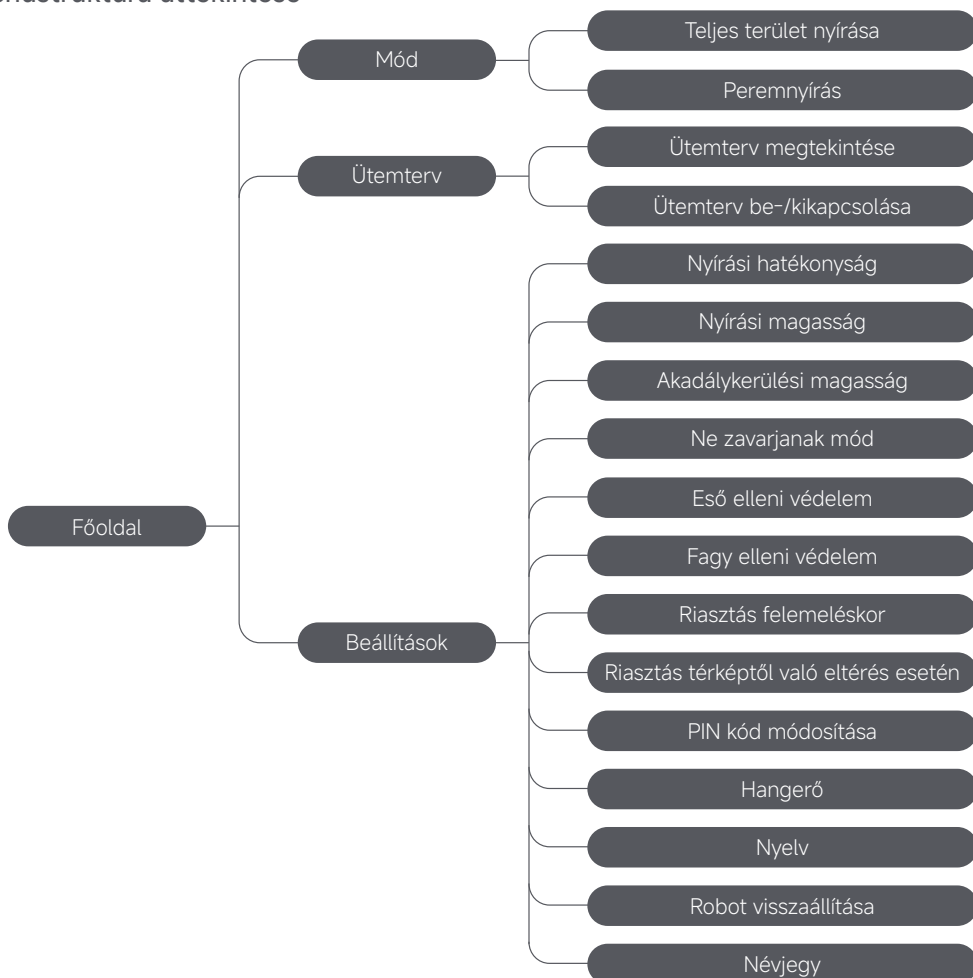 áttekintése
Főoldal
Mód
Teljes terület nyírása
Peremnyírás
Ütemterv
Ütemterv megtekintése
Ütemterv be-/kikapcsolása
Beállítások
Nyírási hatékonyság
Nyírási magasság
Akadálykerülési magasság
Ne zavarjanak mód
Eső elleni védelem
Fagy elleni védelem
Riasztás felemeléskor
Riasztás térképtől való eltérés esetén
PIN kód módosítása
Hangerő
Nyelv
Robot visszaállítása
Névjegy